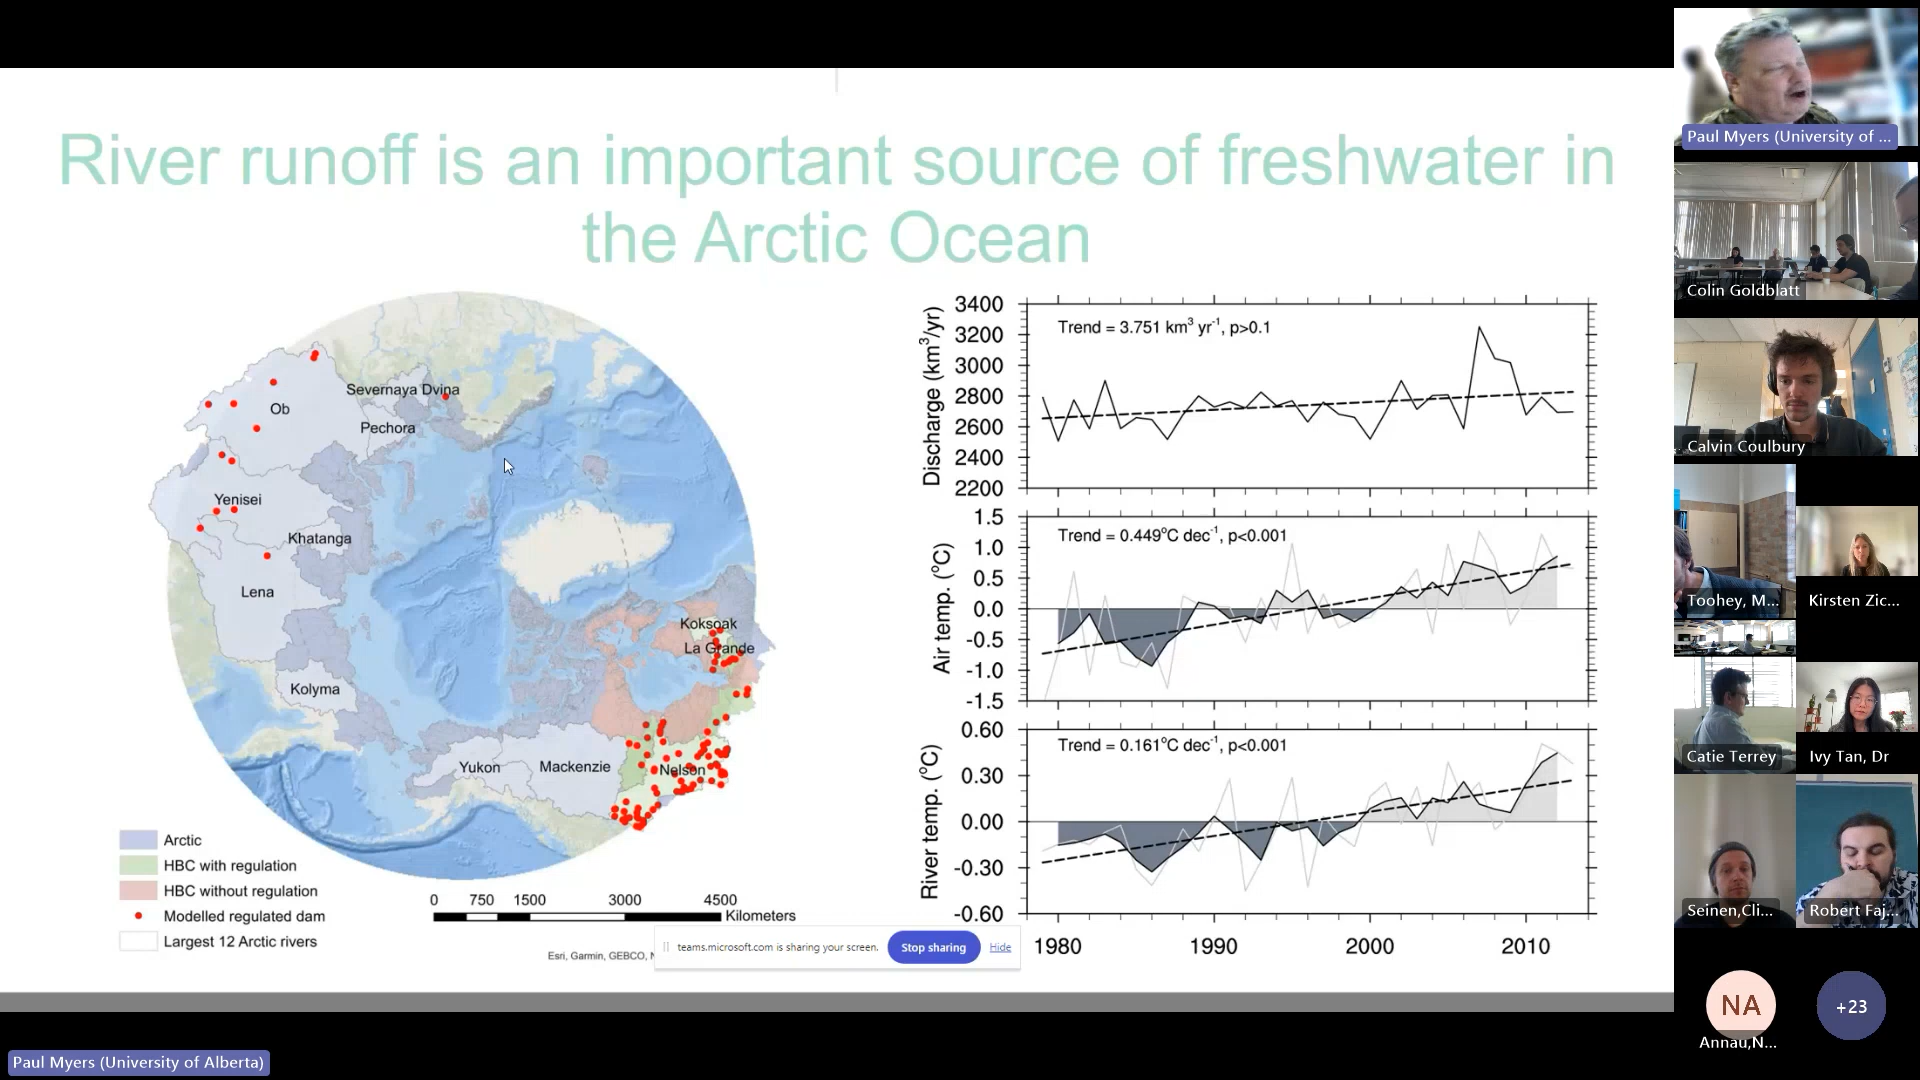 River runoff is an important source of freshwater in
the Arctic Ocean
Severnaya Dvina
Ob
Pechora
Yenisei
Khatanga
Lena
Koksoak
La Grande
Kolyma
Yukon
Mackenzie
Nelson
Arctic
HBC with regulation
HBC without regulation
Modelled regulated dam
Largest 12 Arctic rivers
0 750 1500 3000 4500
Kilometers
Esri, Garmin, GEBCO,
teams.microsoft.com is sharing your screen.
Stop sharing
Hide
Discharge (km³/yr)
3400
3200
3000
2800
2600
2400
2200
Trend = 3.751 km³ yr⁻¹, p>0.1
Air temp. (°C)
1.5
1.0
0.5
0.0
-0.5
-1.0
-1.5
Trend = 0.449°C dec⁻¹, p<0.001
River temp. (°C)
0.60
0.30
0.00
-0.30
-0.60
Trend = 0.161°C dec⁻¹, p<0.001
1980 1990 2000 2010
Paul Myers (University of ...
Colin Goldblatt
Calvin Coulbury
Toohey, M...
Kirsten Zic...
Catie Terrey
Ivy Tan, Dr
Seinen,Cli...
Robert Faj...
NA
Annau,N...
+23
Paul Myers (University of Alberta)